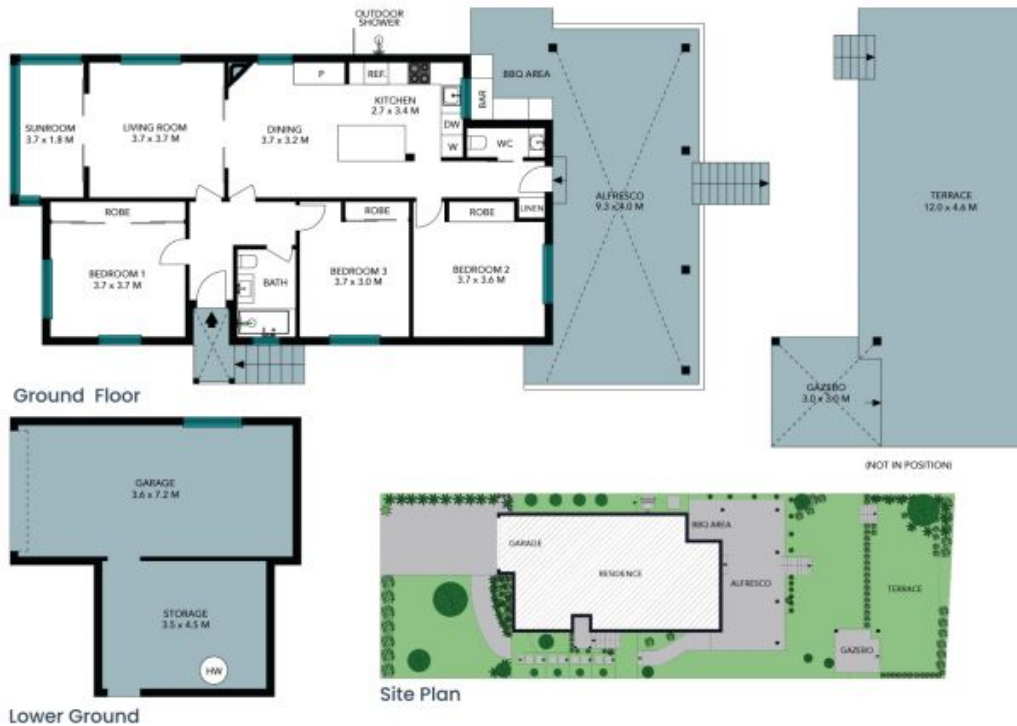 OUTDOOR
SHOWER
P
REF.
BBQ AREA
BAR
KITCHEN
2.7 x 3.4 M
SUNROOM
3.7 x 1.8 M
LIVING ROOM
3.7 x 3.7 M
DINING
3.7 x 3.2 M
DW
W
WC
ALFRESCO
9.3 x 4.0 M
TERRACE
12.0 x 4.6 M
ROBE
ROBE
ROBE
LINEN
BEDROOM 1
3.7 x 3.7 M
BATH
BEDROOM 3
3.7 x 3.0 M
BEDROOM 2
3.7 x 3.6 M
GAZEBO
3.0 x 3.0 M
Ground Floor
(NOT IN POSITION)
GARAGE
3.6 x 7.2 M
STORAGE
3.5 x 4.5 M
HW
Lower Ground
BBQ AREA
GARAGE
RESIDENCE
ALFRESCO
TERRACE
GAZEBO
Site Plan